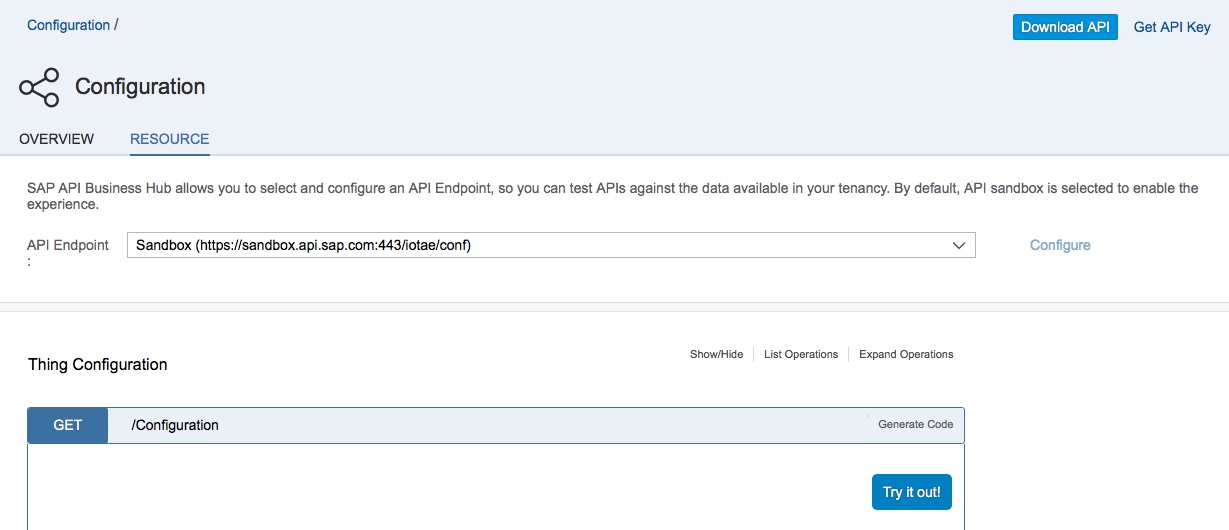 Configuration /
Download API
Get API Key
Configuration
OVERVIEW
RESOURCE
SAP API Business Hub allows you to select and configure an API Endpoint, so you can test APIs against the data available in your tenancy. By default, API sandbox is selected to enable the
experience.
API Endpoint
:
Sandbox (https://sandbox.api.sap.com:443/iotae/conf)
Configure
Thing Configuration
Show/Hide
List Operations
Expand Operations
GET
/Configuration
Generate Code
Try it out!